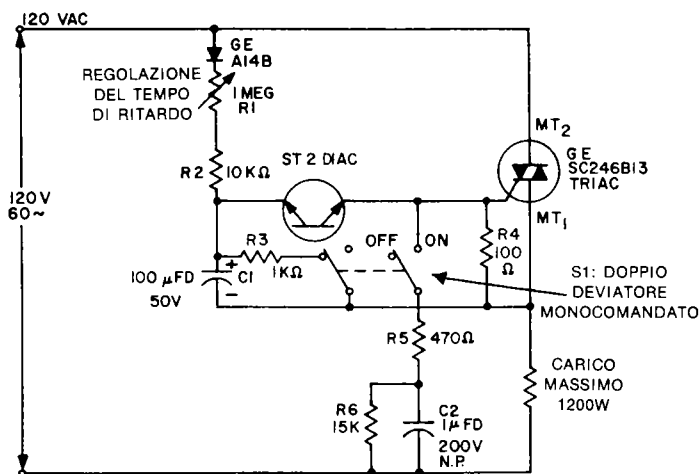 120 VAC
GE
A14B
REGOLAZIONE
DEL TEMPO
DI RITARDO
1 MEG
R1
MT2
GE
SC246B13
TRIAC
MT1
R2
10KΩ
ST 2 DIAC
120V
60~
R3
1KΩ
OFF
ON
R4
100
Ω
100 μFD
50V
+
−
C1
S1: DOPPIO
DEVIATORE
MONOCOMANDATO
R5
470Ω
CARICO
MASSIMO
1200W
R6
15K
C2
1μFD
200V
N.P.